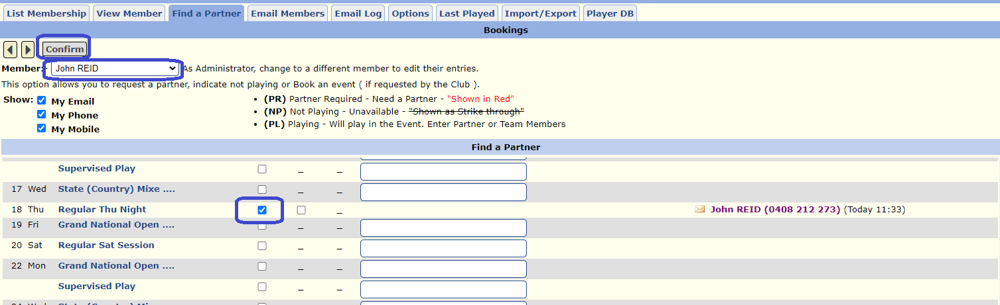 List Membership View Member Find a Partner Email Members Email Log Options Last Played Import/Export Player DB
Bookings
Confirm
Member:- John REID As Administrator, change to a different member to edit their entries.
This option allows you to request a partner, indicate not playing or Book an event ( if requested by the Club ).
Show: My Email
My Phone
My Mobile
• (PR) Partner Required - Need a Partner - "Shown in Red"
• (NP) Not Playing - Unavailable - "Shown as Strike through"
• (PL) Playing - Will play in the Event. Enter Partner or Team Members
Find a Partner
Supervised Play – –
17 Wed State (Country) Mixe .... – –
18 Thu Regular Thu Night – John REID (0408 212 273) (Today 11:33)
19 Fri Grand National Open .... – –
20 Sat Regular Sat Session – –
22 Mon Grand National Open .... – –
Supervised Play – –